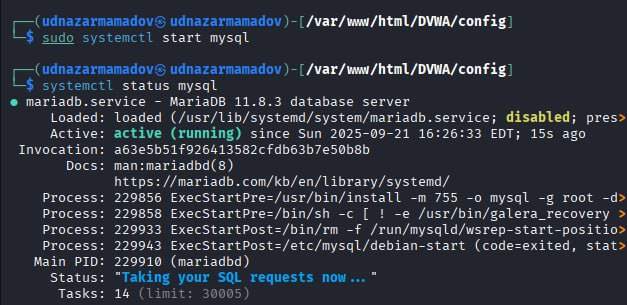 ┌──(udnazarmamadov㉿ udnazarmamadov)-[/var/www/html/DVWA/config]
└─$ sudo systemctl start mysql
┌──(udnazarmamadov㉿ udnazarmamadov)-[/var/www/html/DVWA/config]
└─$ systemctl status mysql
● mariadb.service - MariaDB 11.8.3 database server
Loaded: loaded (/usr/lib/systemd/system/mariadb.service; disabled; pres>
Active: active (running) since Sun 2025-09-21 16:26:33 EDT; 15s ago
Invocation: a63e5b51f926413582cfdb63b7e50b8b
Docs: man:mariadbd(8)
https://mariadb.com/kb/en/library/systemd/
Process: 229856 ExecStartPre=/usr/bin/install -m 755 -o mysql -g root -d>
Process: 229858 ExecStartPre=/bin/sh -c [ ! -e /usr/bin/galera_recovery >
Process: 229933 ExecStartPost=/bin/rm -f /run/mysqld/wsrep-start-positio>
Process: 229943 ExecStartPost=/etc/mysql/debian-start (code=exited, stat>
Main PID: 229910 (mariadbd)
Status: "Taking your SQL requests now..."
Tasks: 14 (limit: 30005)